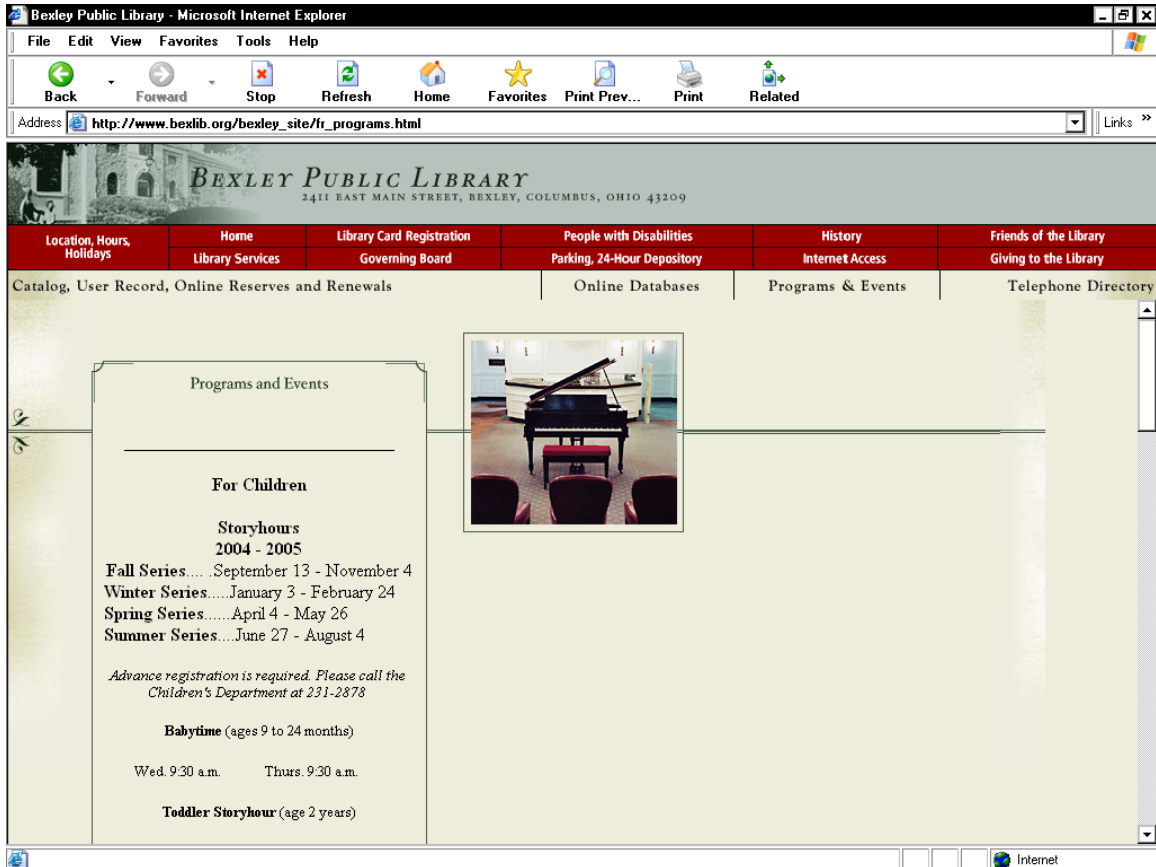 Bexley Public Library - Microsoft Internet Explorer
File Edit View Favorites Tools Help
Back Forward Stop Refresh Home Favorites Print Prev... Print Related
Address http://www.bexlib.org/bexley_site/fr_programs.html Links »
BEXLEY PUBLIC LIBRARY
2411 EAST MAIN STREET, BEXLEY, COLUMBUS, OHIO 43209
Location, Hours, Holidays
Home Library Card Registration People with Disabilities History Friends of the Library
Library Services Governing Board Parking, 24-Hour Depository Internet Access Giving to the Library
Catalog, User Record, Online Reserves and Renewals Online Databases Programs & Events Telephone Directory
Programs and Events
For Children
Storyhours
2004 - 2005
Fall Series.... .September 13 - November 4
Winter Series.....January 3 - February 24
Spring Series......April 4 - May 26
Summer Series....June 27 - August 4
Advance registration is required. Please call the
Children's Department at 231-2878
Babytime (ages 9 to 24 months)
Wed. 9:30 a.m. Thurs. 9:30 a.m.
Toddler Storyhour (age 2 years)
Internet